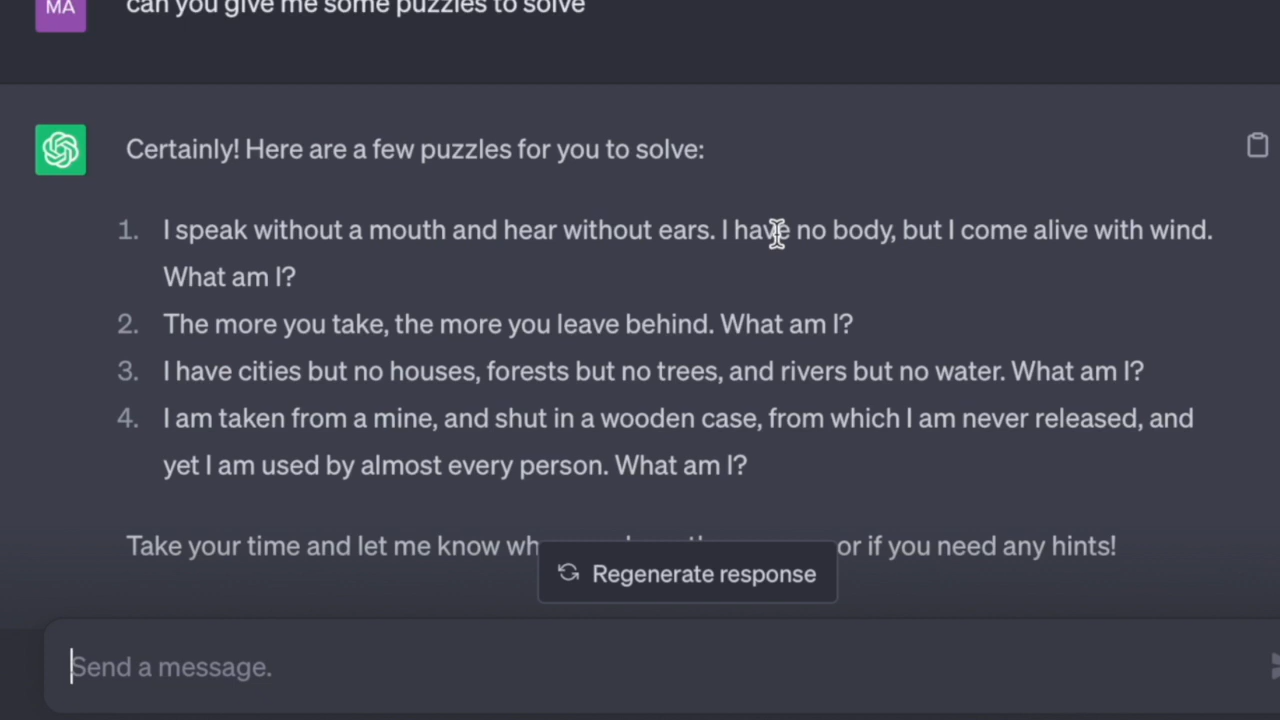 MA
can you give me some puzzles to solve
Certainly! Here are a few puzzles for you to solve:
1. I speak without a mouth and hear without ears. I have no body, but I come alive with wind.
What am I?
2. The more you take, the more you leave behind. What am I?
3. I have cities but no houses, forests but no trees, and rivers but no water. What am I?
4. I am taken from a mine, and shut in a wooden case, from which I am never released, and
yet I am used by almost every person. What am I?
Take your time and let me know or if you need any hints!
Regenerate response
Send a message.